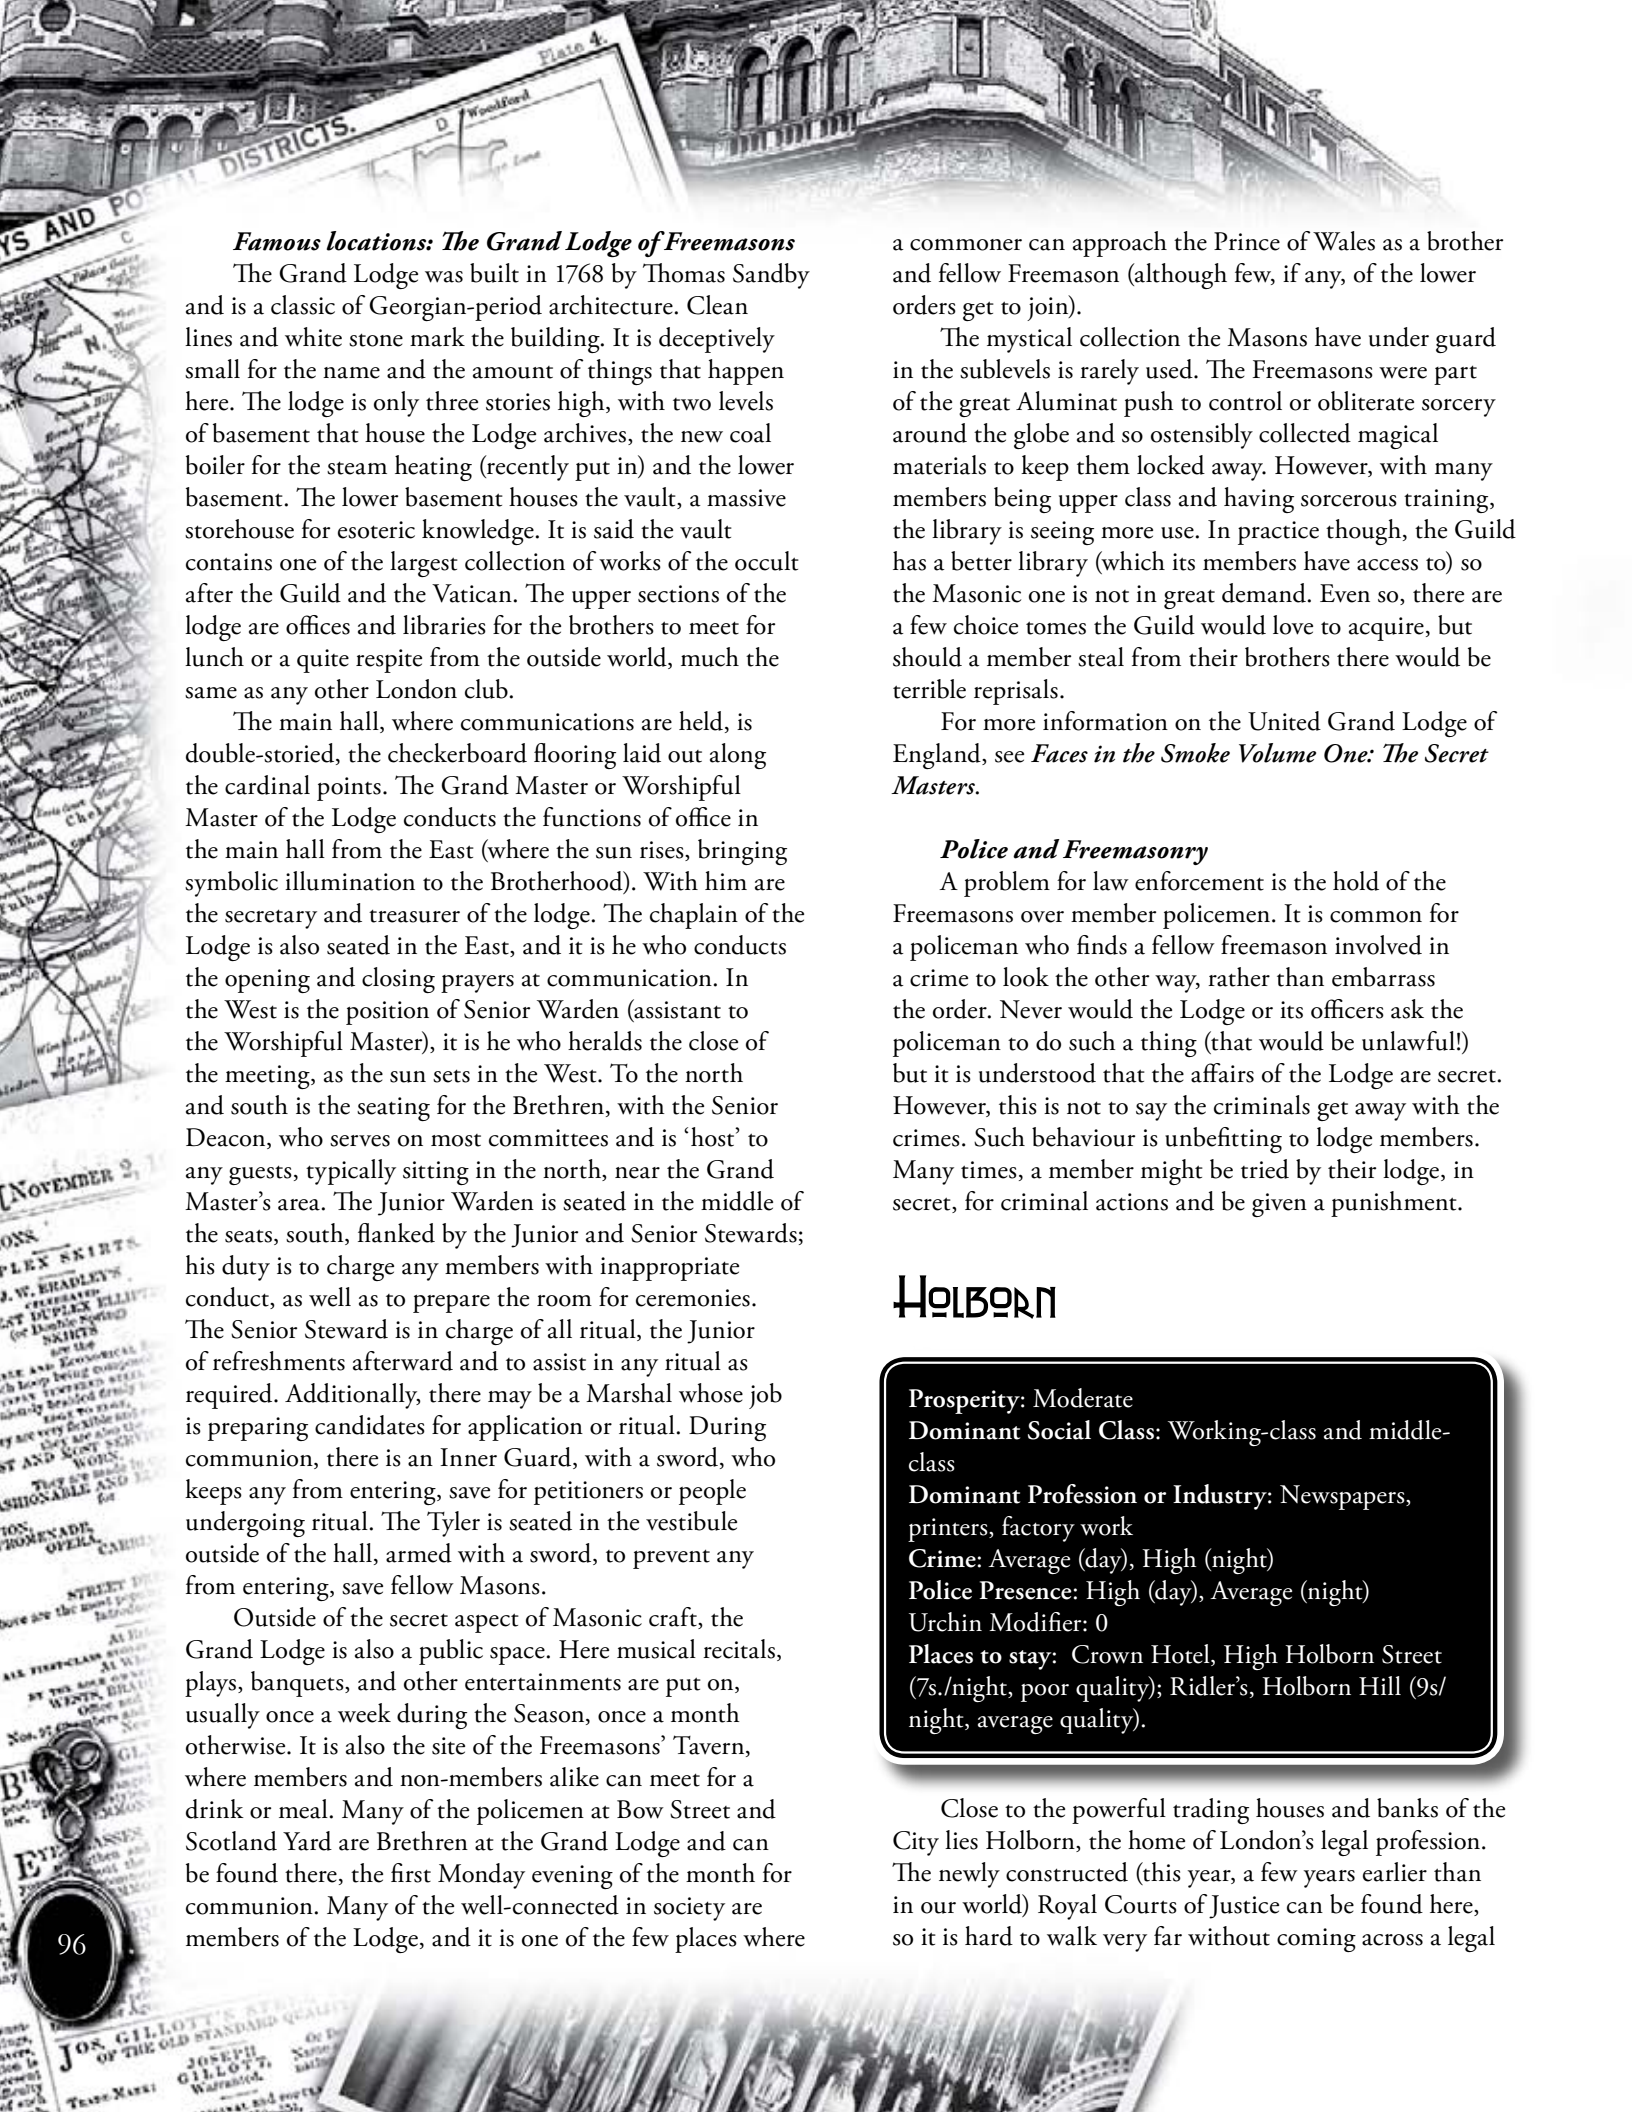 Plate 4.
YS AND POSTAL DISTRICTS.
D
Woodford
C
N.
Famous locations: The Grand Lodge of Freemasons
The Grand Lodge was built in 1768 by Thomas Sandby
and is a classic of Georgian-period architecture. Clean
lines and white stone mark the building. It is deceptively
small for the name and the amount of things that happen
here. The lodge is only three stories high, with two levels
of basement that house the Lodge archives, the new coal
boiler for the steam heating (recently put in) and the lower
basement. The lower basement houses the vault, a massive
storehouse for esoteric knowledge. It is said the vault
contains one of the largest collection of works of the occult
after the Guild and the Vatican. The upper sections of the
lodge are offices and libraries for the brothers to meet for
lunch or a quite respite from the outside world, much the
same as any other London club.
The main hall, where communications are held, is
double-storied, the checkerboard flooring laid out along
the cardinal points. The Grand Master or Worshipful
Master of the Lodge conducts the functions of office in
the main hall from the East (where the sun rises, bringing
symbolic illumination to the Brotherhood). With him are
the secretary and treasurer of the lodge. The chaplain of the
Lodge is also seated in the East, and it is he who conducts
the opening and closing prayers at communication. In
the West is the position of Senior Warden (assistant to
the Worshipful Master), it is he who heralds the close of
the meeting, as the sun sets in the West. To the north
and south is the seating for the Brethren, with the Senior
Deacon, who serves on most committees and is ‘host’ to
any guests, typically sitting in the north, near the Grand
Master’s area. The Junior Warden is seated in the middle of
the seats, south, flanked by the Junior and Senior Stewards;
his duty is to charge any members with inappropriate
conduct, as well as to prepare the room for ceremonies.
The Senior Steward is in charge of all ritual, the Junior
of refreshments afterward and to assist in any ritual as
required. Additionally, there may be a Marshal whose job
is preparing candidates for application or ritual. During
communion, there is an Inner Guard, with a sword, who
keeps any from entering, save for petitioners or people
undergoing ritual. The Tyler is seated in the vestibule
outside of the hall, armed with a sword, to prevent any
from entering, save fellow Masons.
Outside of the secret aspect of Masonic craft, the
Grand Lodge is also a public space. Here musical recitals,
plays, banquets, and other entertainments are put on,
usually once a week during the Season, once a month
otherwise. It is also the site of the Freemasons’ Tavern,
where members and non-members alike can meet for a
drink or meal. Many of the policemen at Bow Street and
Scotland Yard are Brethren at the Grand Lodge and can
be found there, the first Monday evening of the month for
communion. Many of the well-connected in society are
members of the Lodge, and it is one of the few places where
a commoner can approach the Prince of Wales as a brother
and fellow Freemason (although few, if any, of the lower
orders get to join).
The mystical collection the Masons have under guard
in the sublevels is rarely used. The Freemasons were part
of the great Aluminat push to control or obliterate sorcery
around the globe and so ostensibly collected magical
materials to keep them locked away. However, with many
members being upper class and having sorcerous training,
the library is seeing more use. In practice though, the Guild
has a better library (which its members have access to) so
the Masonic one is not in great demand. Even so, there are
a few choice tomes the Guild would love to acquire, but
should a member steal from their brothers there would be
terrible reprisals.
For more information on the United Grand Lodge of
England, see Faces in the Smoke Volume One: The Secret
Masters.
Police and Freemasonry
A problem for law enforcement is the hold of the
Freemasons over member policemen. It is common for
a policeman who finds a fellow freemason involved in
a crime to look the other way, rather than embarrass
the order. Never would the Lodge or its officers ask the
policeman to do such a thing (that would be unlawful!)
but it is understood that the affairs of the Lodge are secret.
However, this is not to say the criminals get away with the
crimes. Such behaviour is unbefitting to lodge members.
Many times, a member might be tried by their lodge, in
secret, for criminal actions and be given a punishment.
Holborn
Prosperity: Moderate
Dominant Social Class: Working-class and middle-
class
Dominant Profession or Industry: Newspapers,
printers, factory work
Crime: Average (day), High (night)
Police Presence: High (day), Average (night)
Urchin Modifier: 0
Places to stay: Crown Hotel, High Holborn Street
(7s./night, poor quality); Ridler’s, Holborn Hill (9s/
night, average quality).
Close to the powerful trading houses and banks of the
City lies Holborn, the home of London’s legal profession.
The newly constructed (this year, a few years earlier than
in our world) Royal Courts of Justice can be found here,
so it is hard to walk very far without coming across a legal
[NOVEMBER 2,
PLEX SKIRTS.
J. W. BRADLEY'S
SKIRTS
are the
WORN.
for
OPERA,
STREET
96
JOS. GILLOTT'S
OF THE OLD STANDARD
JOSEPH
GILLOTT,
Warranted.
TRADE MARK: